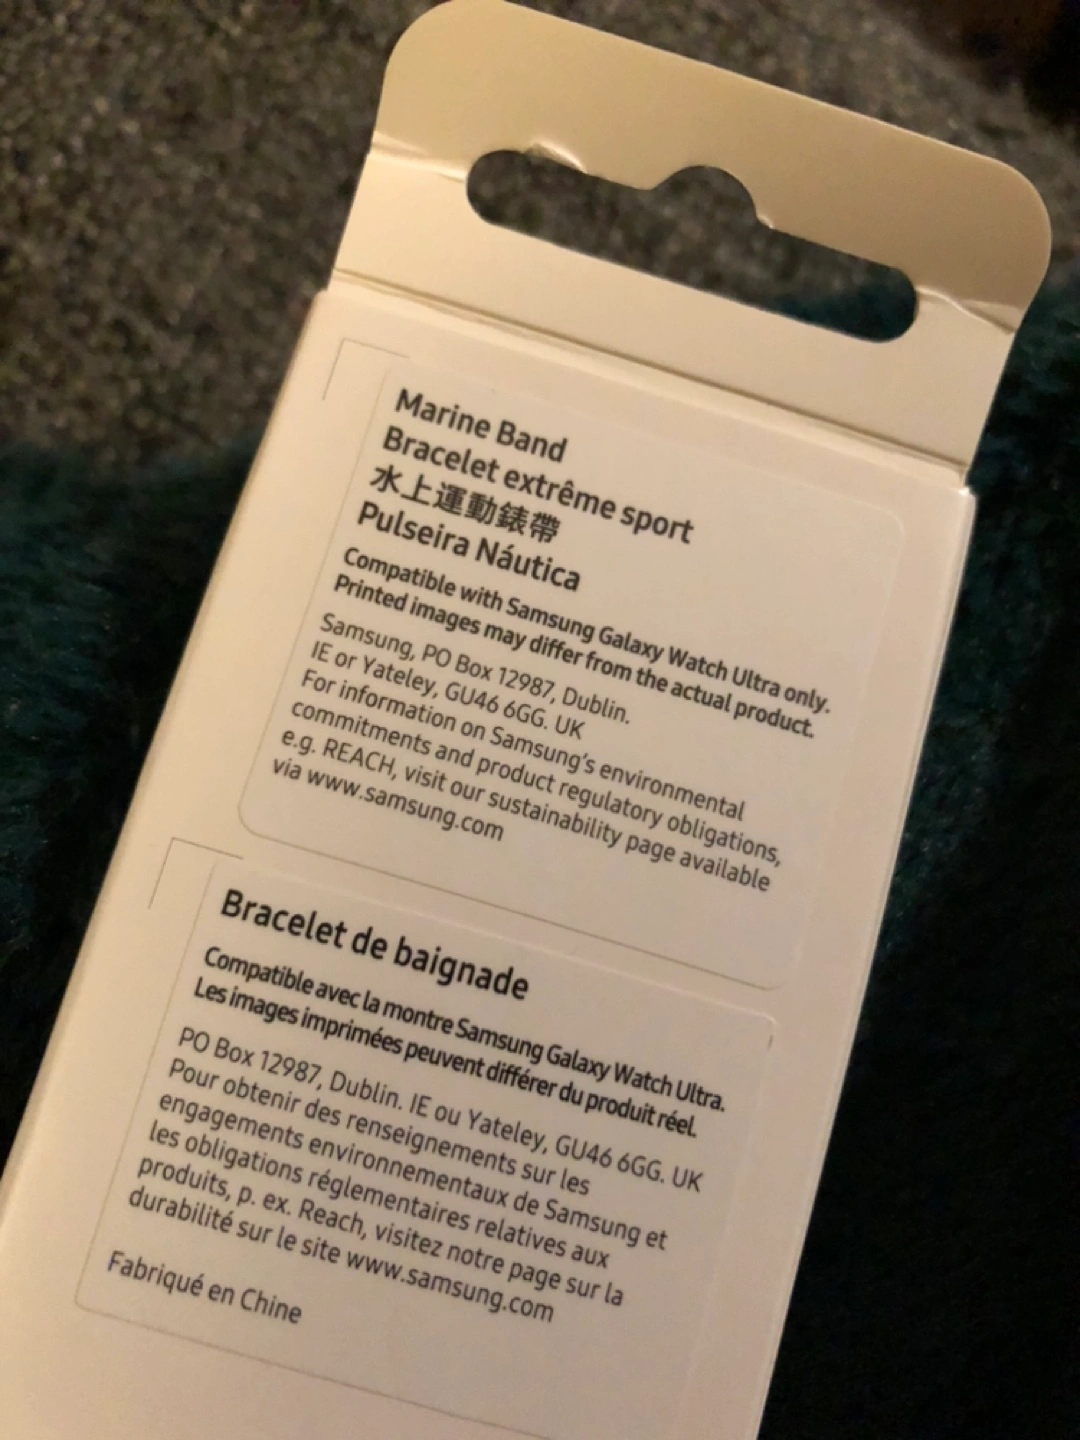 Marine Band
Bracelet extrême sport
水上運動錶帶
Pulseira Náutica
Compatible with Samsung Galaxy Watch Ultra only.
Printed images may differ from the actual product.
Samsung, PO Box 12987, Dublin.
IE or Yateley, GU46 6GG. UK
For information on Samsung's environmental
commitments and product regulatory obligations,
e.g. REACH, visit our sustainability page available
via www.samsung.com
Bracelet de baignade
Compatible avec la montre Samsung Galaxy Watch Ultra.
Les images imprimées peuvent différer du produit réel.
PO Box 12987, Dublin. IE ou Yateley, GU46 6GG. UK
Pour obtenir des renseignements sur les
engagements environnementaux de Samsung et
les obligations réglementaires relatives aux
produits, p. ex. Reach, visitez notre page sur la
durabilité sur le site www.samsung.com
Fabriqué en Chine